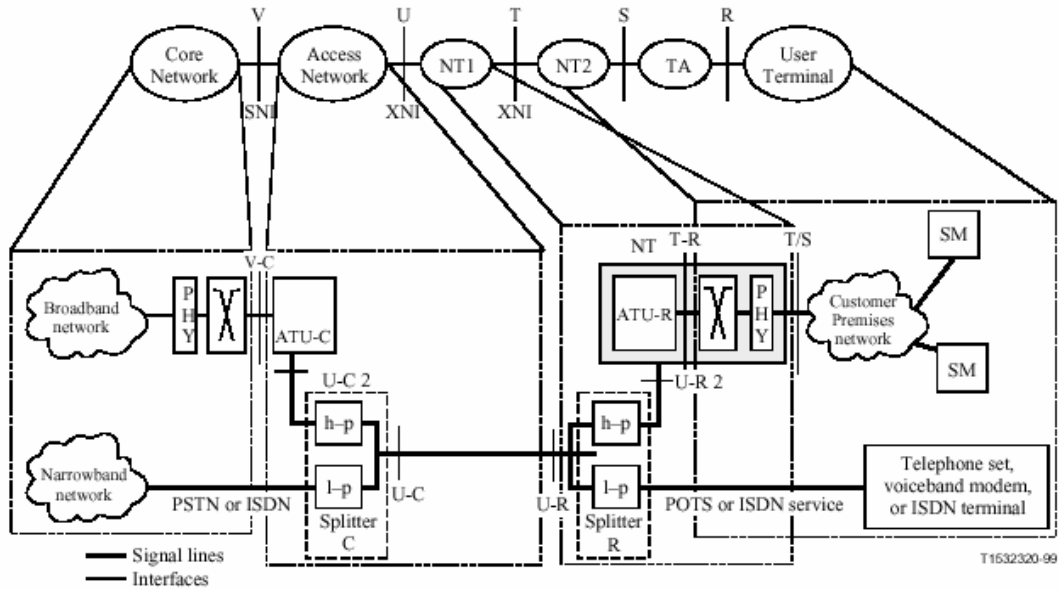 V
U
T
S
R
Core
Network
Access
Network
NT1
NT2
TA
User
Terminal
SNI
XNI
XNI
V-C
NT
T-R
T/S
SM
Broadband
network
P
H
Y
ATU-C
ATU-R
P
H
Y
Customer
Premises
network
SM
U-C 2
U-R 2
h–p
h–p
Narrowband
network
PSTN or ISDN
l–p
U-C
U-R
l–p
POTS or ISDN service
Telephone set,
voiceband modem,
or ISDN terminal
Splitter
C
Splitter
R
Signal lines
Interfaces
T1532320-99